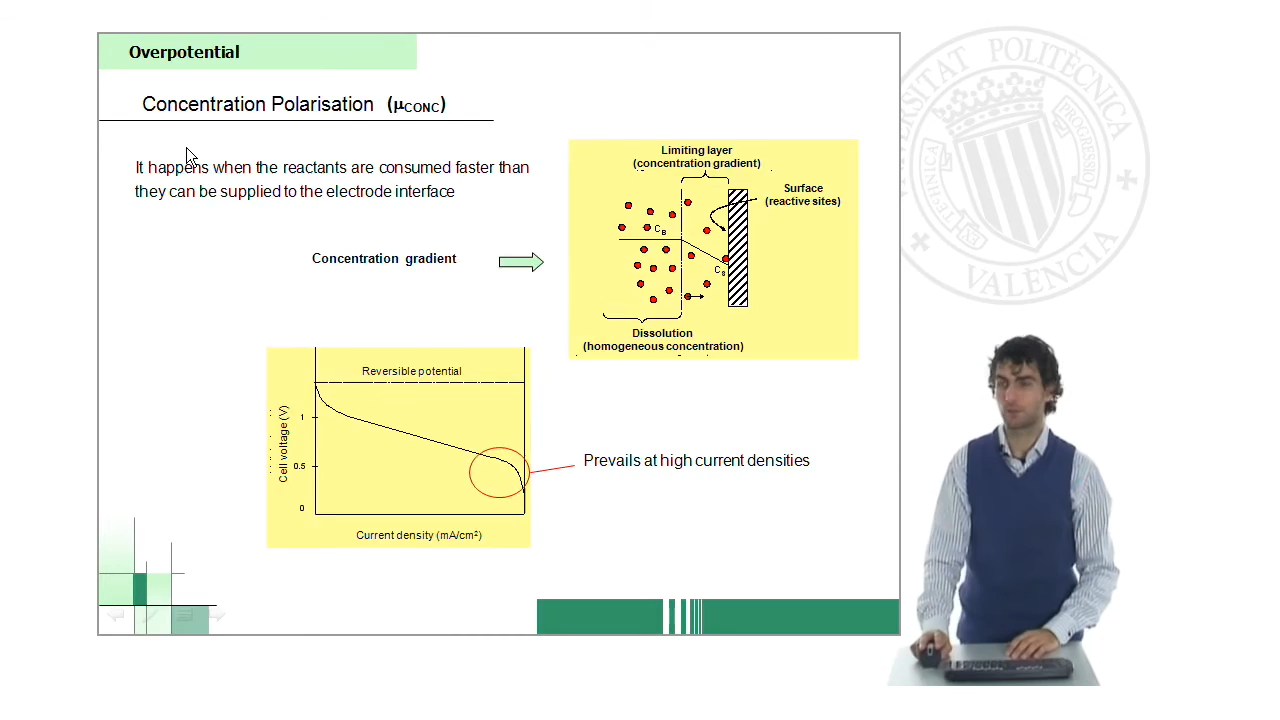 Overpotential
Concentration Polarisation (μCONC)
It happens when the reactants are consumed faster than
they can be supplied to the electrode interface
Concentration gradient
Limiting layer
(concentration gradient)
Surface
(reactive sites)
CB
CS
Dissolution
(homogeneous concentration)
Reversible potential
Cell voltage (V)
1
0.5
0
Current density (mA/cm²)
Prevails at high current densities
UNIVERSITAT POLITÈCNICA
VALÈNCIA